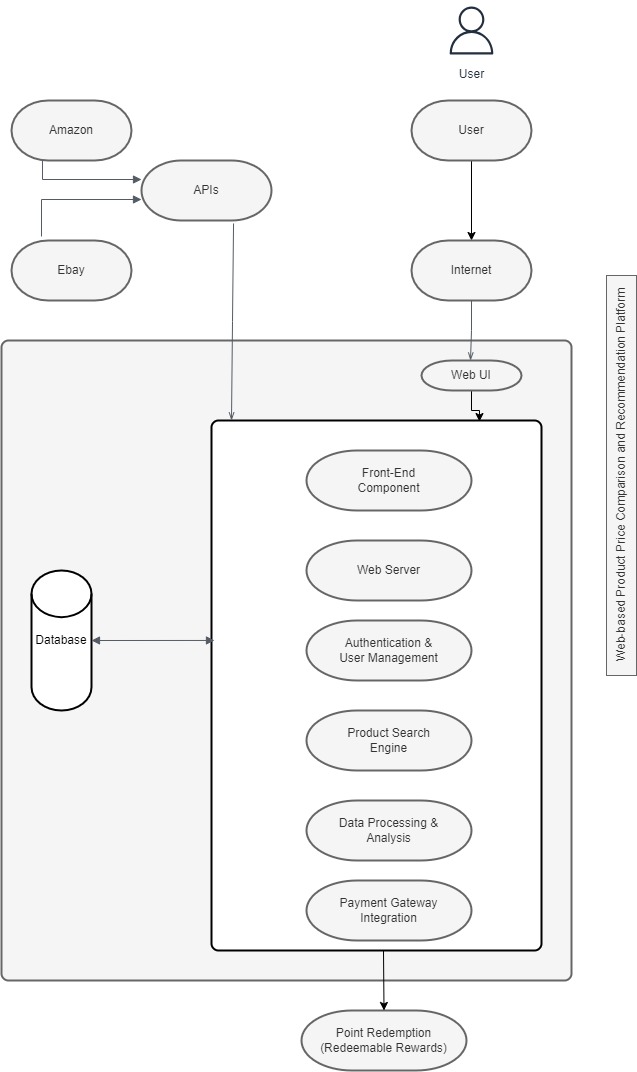 User
Amazon
User
APIs
Ebay
Internet
Web UI
Web-based Product Price Comparison and Recommendation Platform
Front-End
Component
Web Server
Database
Authentication &
User Management
Product Search
Engine
Data Processing &
Analysis
Payment Gateway
Integration
Point Redemption
(Redeemable Rewards)